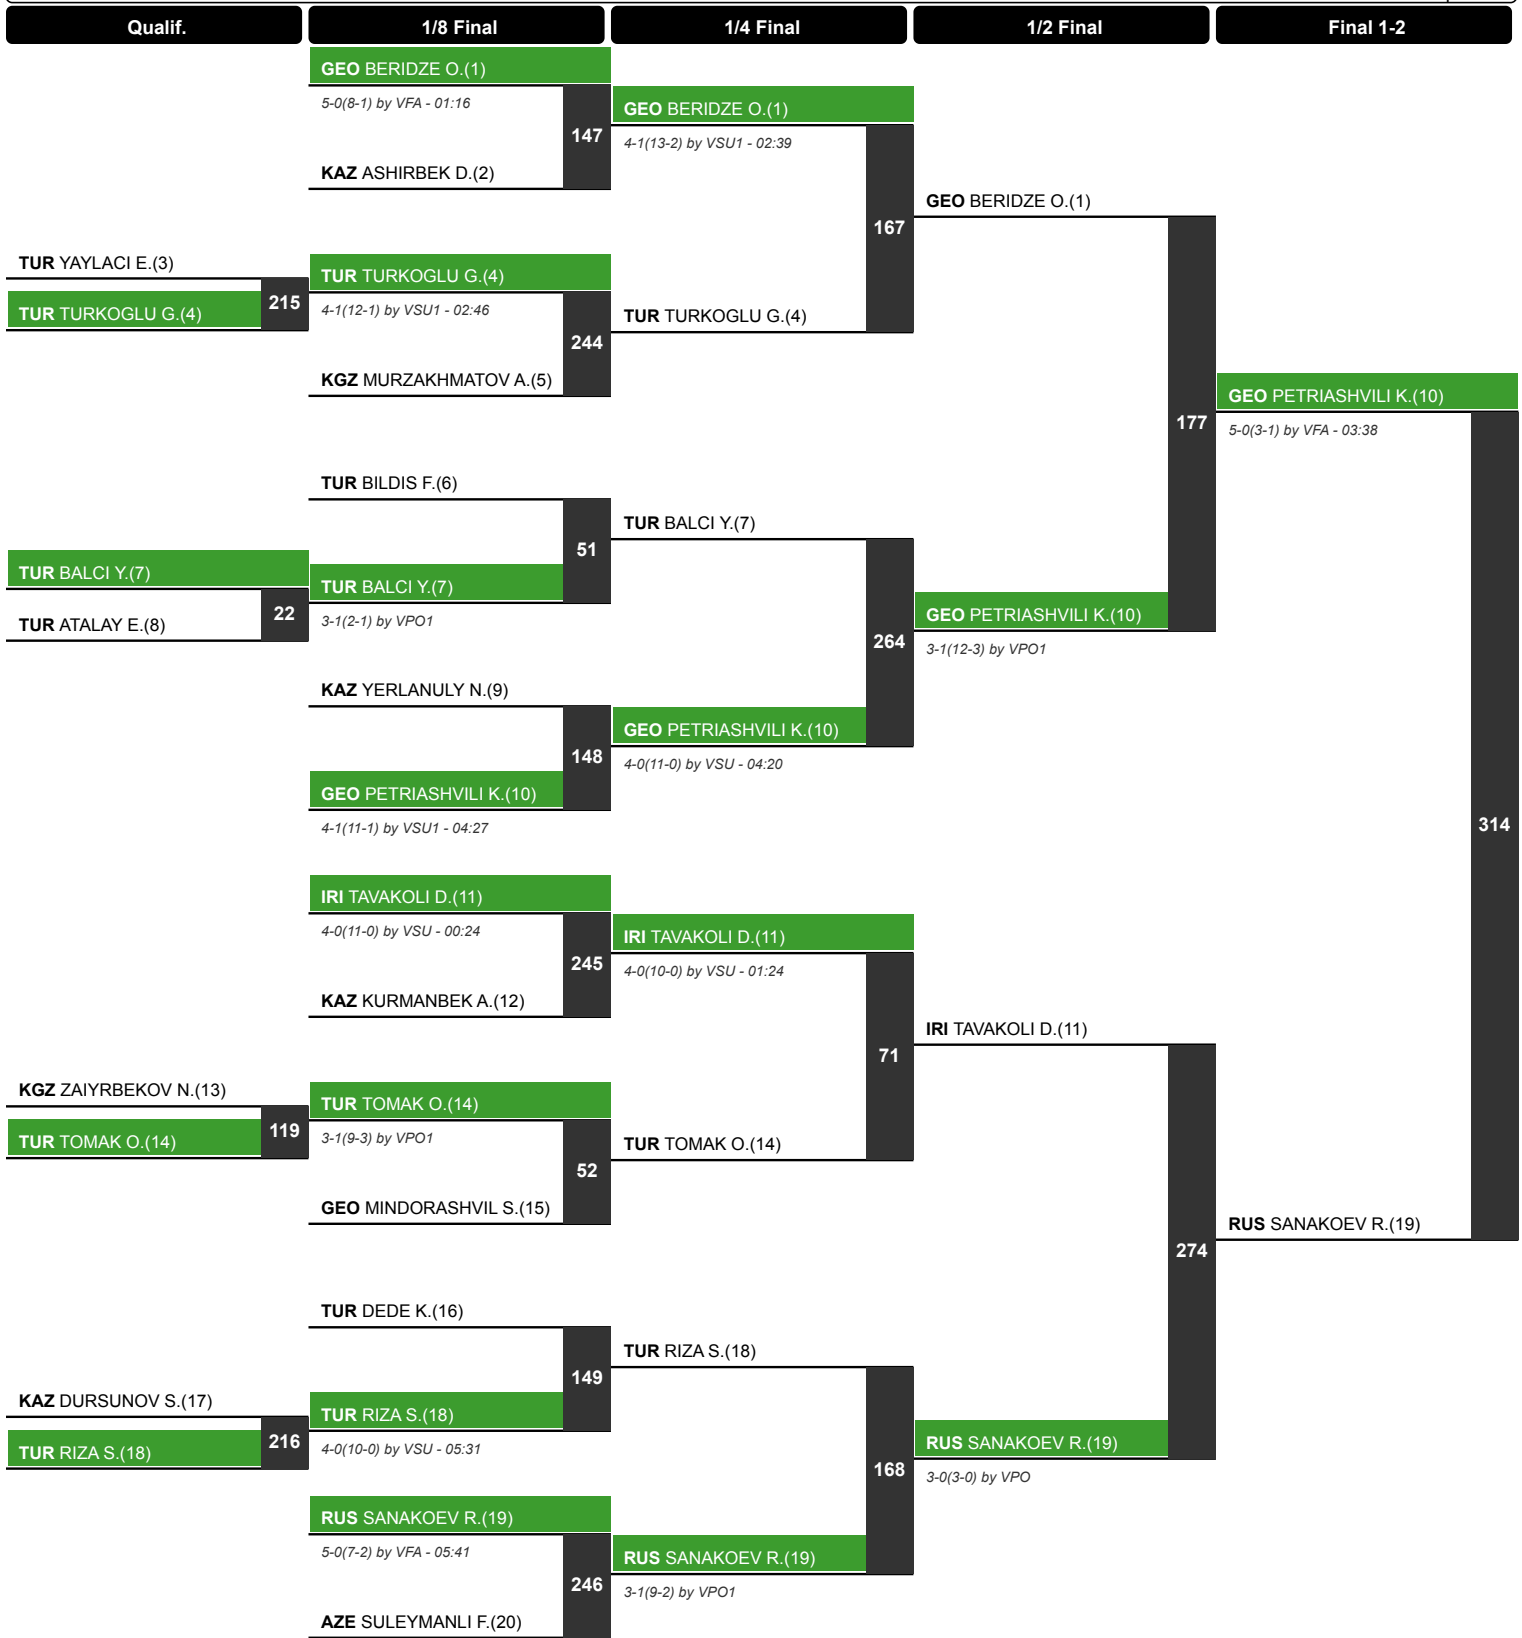 Qualif.
1/8 Final
1/4 Final
1/2 Final
Final 1-2
TUR YAYLACI E.(3)
215
TUR TURKOGLU G.(4)
TUR BALCI Y.(7)
22
TUR ATALAY E.(8)
KGZ ZAIYRBEKOV N.(13)
119
TUR TOMAK O.(14)
KAZ DURSUNOV S.(17)
216
TUR RIZA S.(18)
GEO BERIDZE O.(1)
5-0(8-1) by VFA - 01:16
147
KAZ ASHIRBEK D.(2)
TUR TURKOGLU G.(4)
4-1(12-1) by VSU1 - 02:46
244
KGZ MURZAKHMATOV A.(5)
TUR BILDIS F.(6)
51
TUR BALCI Y.(7)
3-1(2-1) by VPO1
KAZ YERLANULY N.(9)
148
GEO PETRIASHVILI K.(10)
4-1(11-1) by VSU1 - 04:27
IRI TAVAKOLI D.(11)
4-0(11-0) by VSU - 00:24
245
KAZ KURMANBEK A.(12)
TUR TOMAK O.(14)
3-1(9-3) by VPO1
52
GEO MINDORASHVIL S.(15)
TUR DEDE K.(16)
149
TUR RIZA S.(18)
4-0(10-0) by VSU - 05:31
RUS SANAKOEV R.(19)
5-0(7-2) by VFA - 05:41
246
AZE SULEYMANLI F.(20)
GEO BERIDZE O.(1)
4-1(13-2) by VSU1 - 02:39
167
TUR TURKOGLU G.(4)
TUR BALCI Y.(7)
264
GEO PETRIASHVILI K.(10)
4-0(11-0) by VSU - 04:20
IRI TAVAKOLI D.(11)
4-0(10-0) by VSU - 01:24
71
TUR TOMAK O.(14)
TUR RIZA S.(18)
168
RUS SANAKOEV R.(19)
3-1(9-2) by VPO1
GEO BERIDZE O.(1)
177
GEO PETRIASHVILI K.(10)
3-1(12-3) by VPO1
IRI TAVAKOLI D.(11)
274
RUS SANAKOEV R.(19)
3-0(3-0) by VPO
GEO PETRIASHVILI K.(10)
5-0(3-1) by VFA - 03:38
314
RUS SANAKOEV R.(19)